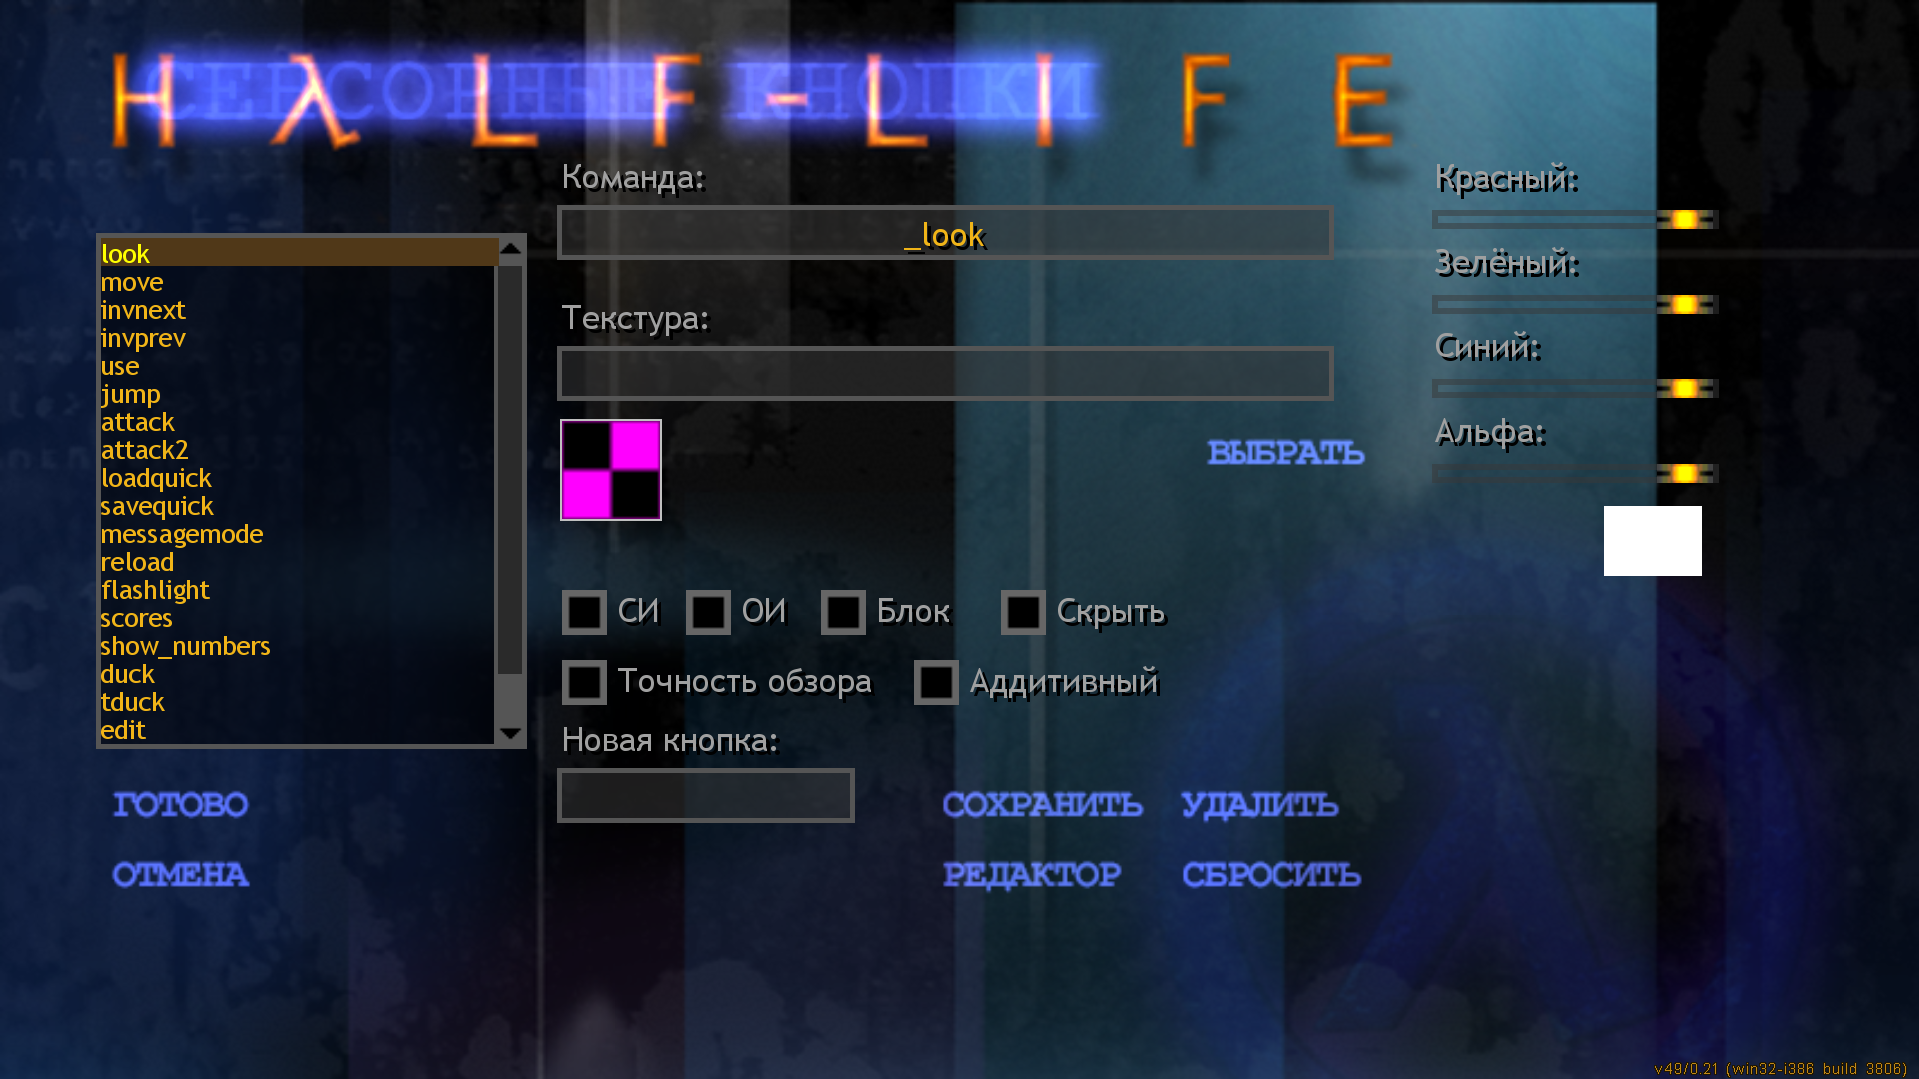 HλLF-LIFE
СЕНСОРНЫЕ КНОПКИ
look
move
invnext
invprev
use
jump
attack
attack2
loadquick
savequick
messagemode
reload
flashlight
scores
show_numbers
duck
tduck
edit
ГОТОВО
ОТМЕНА
Команда:
_look
Текстура:
ВЫБРАТЬ
СИ ОИ Блок Скрыть
Точность обзора Аддитивный
Новая кнопка:
СОХРАНИТЬ УДАЛИТЬ
РЕДАКТОР СБРОСИТЬ
Красный:
Зелёный:
Синий:
Альфа:
v49/0.21 (win32-i386 build 3806)